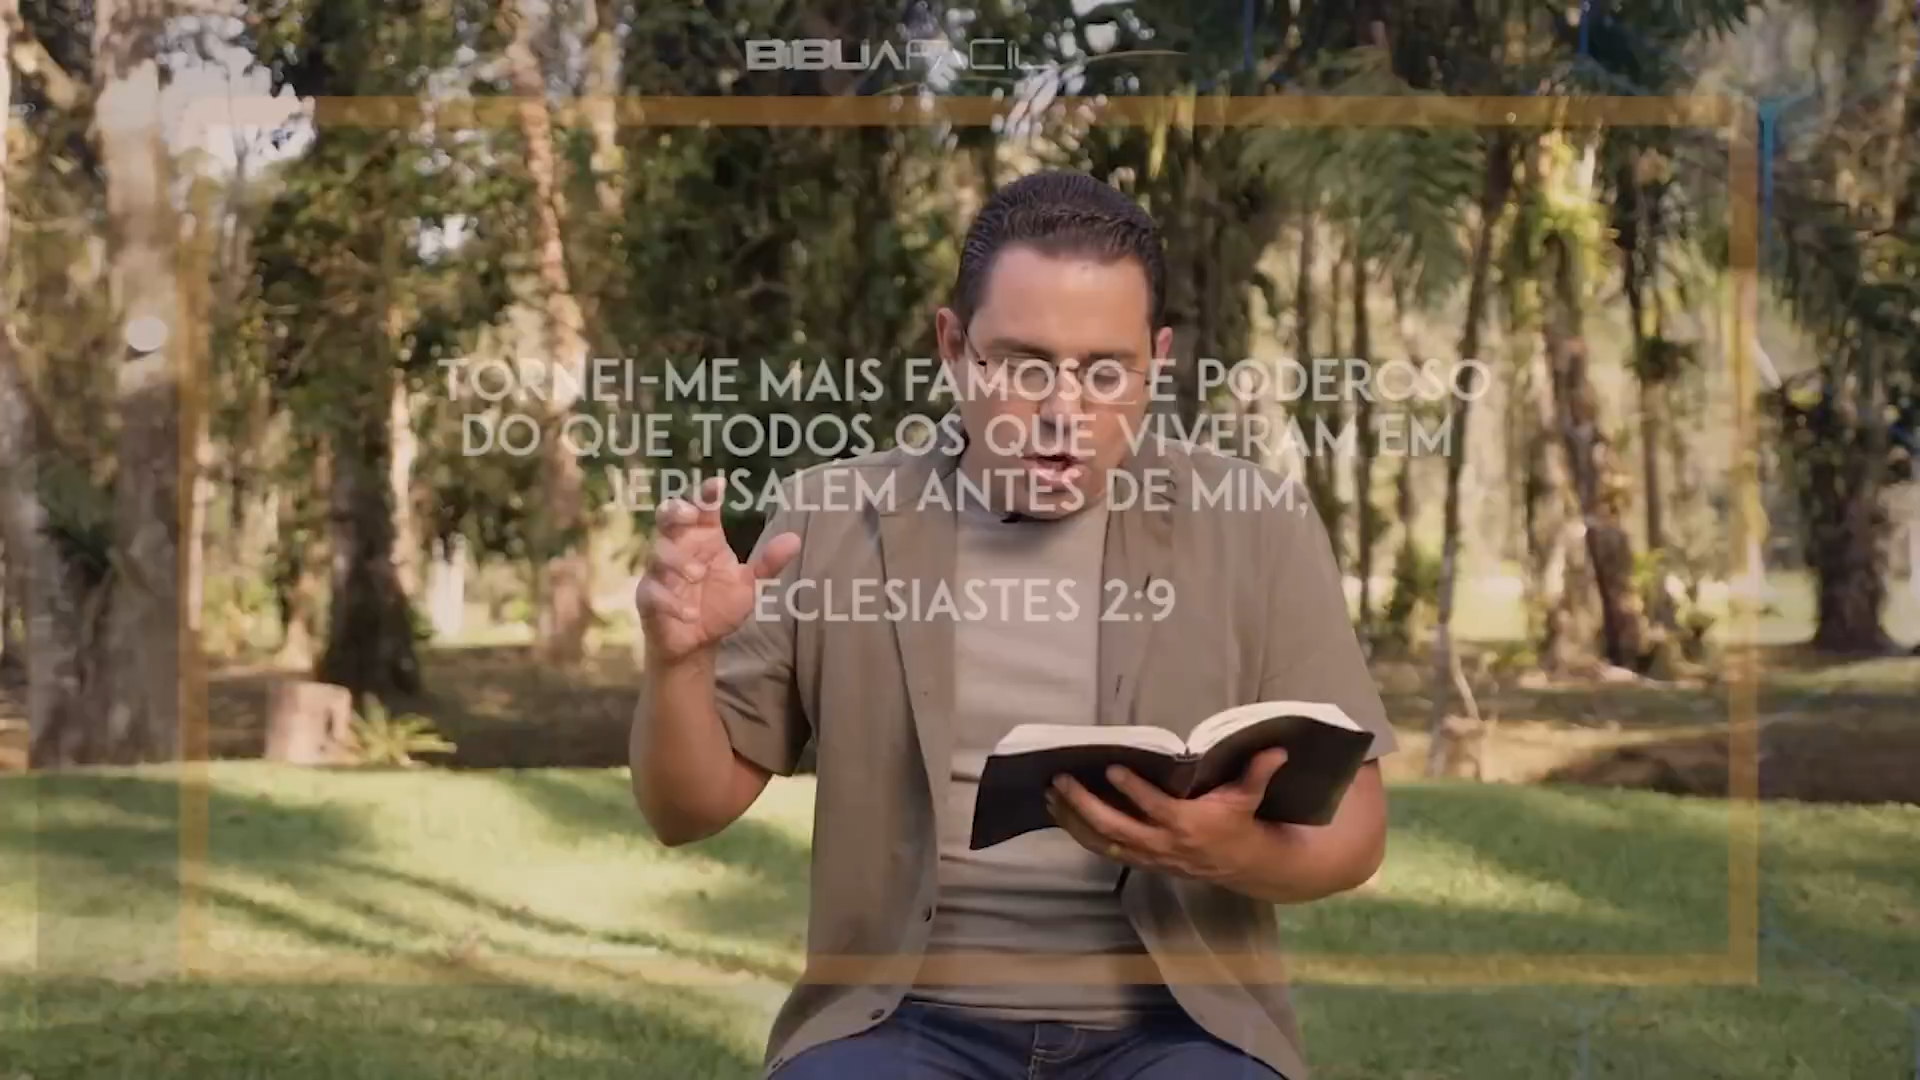 BIBLIAFÁCIL
TORNEI-ME MAIS FAMOSO E PODEROSO
DO QUE TODOS OS QUE VIVERAM EM
JERUSALÉM ANTES DE MIM,
ECLESIASTES 2:9